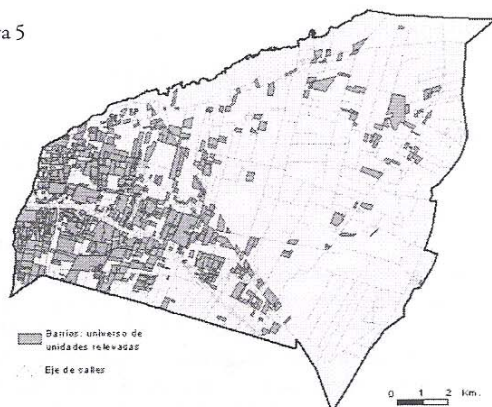 a 5
Barrios: universo de
unidades relevadas
Eje de calles
0 1 2 Km.